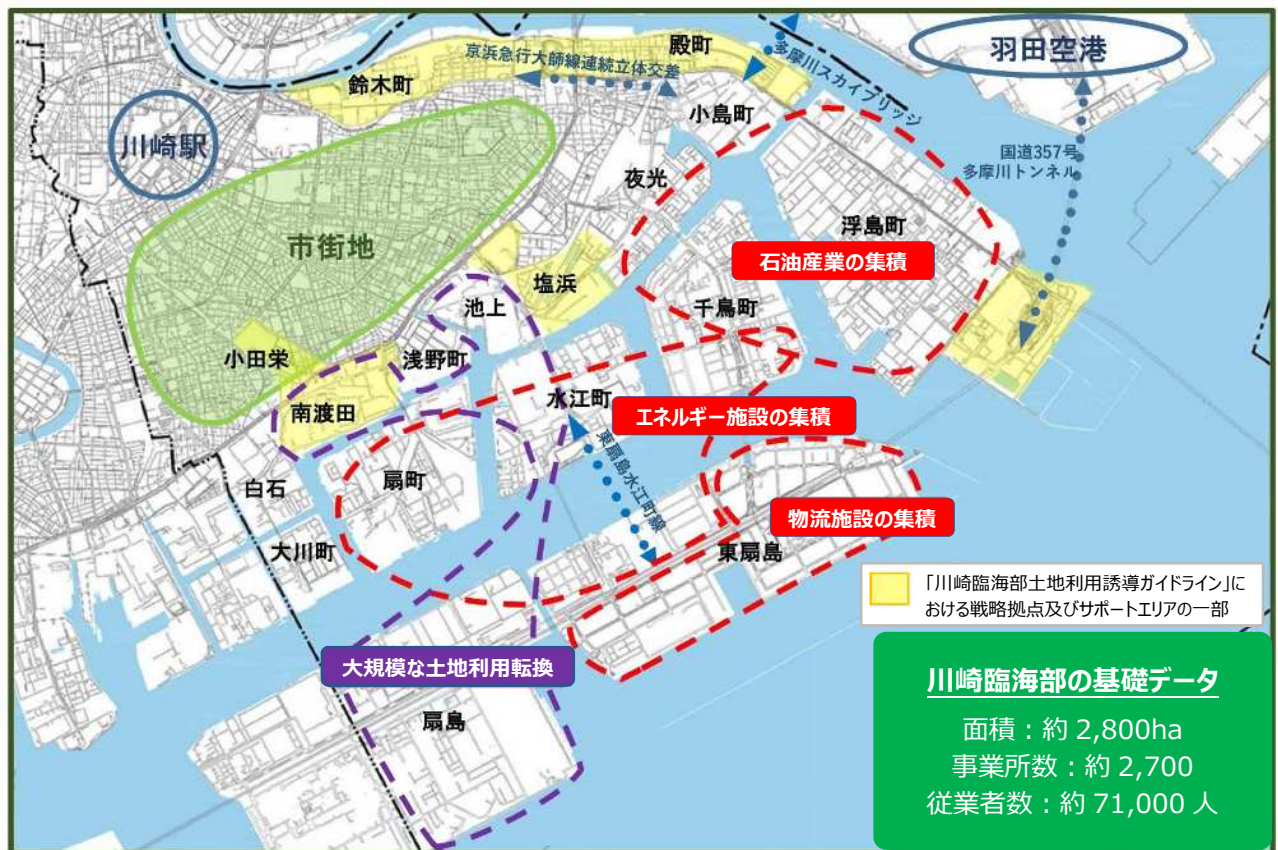 羽田空港
殿町
京浜急行大師線連続立体交差
多摩川スカイブリッジ
鈴木町
小島町
川崎駅
国道357号
多摩川トンネル
夜光
浮島町
市街地
石油産業の集積
塩浜
池上
千鳥町
小田栄
浅野町
水江町
南渡田
エネルギー施設の集積
東扇島水江町線
扇町
白石
物流施設の集積
大川町
東扇島
「川崎臨海部土地利用誘導ガイドライン」に
おける戦略拠点及びサポートエリアの一部
大規模な土地利用転換
扇島
川崎臨海部の基礎データ
面積：約 2,800ha
事業所数：約 2,700
従業者数：約 71,000 人